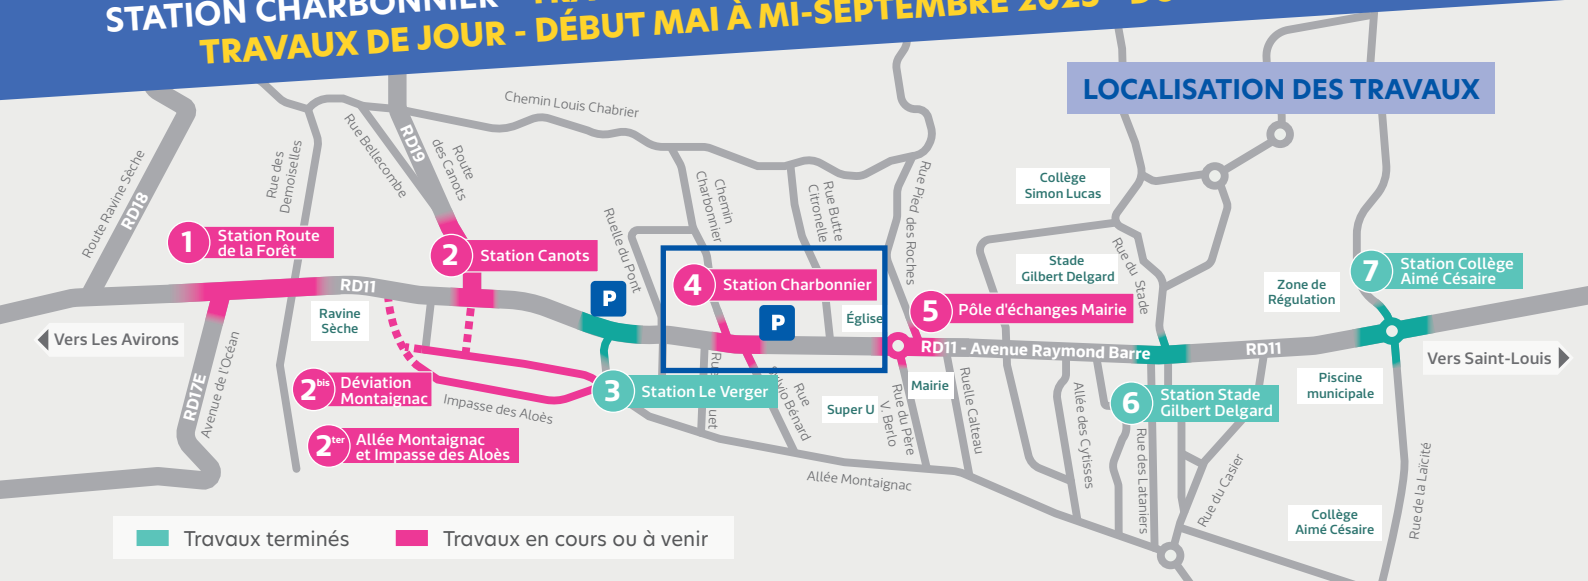 STATION CHARBONNIER
TRAVAUX DE JOUR - DÉBUT MAI À MI-SEPTEMBRE 2025
LOCALISATION DES TRAVAUX
Chemin Louis Chabrier
Route Ravine Sèche
RD18
Rue des
Demoiselles
Rue Bellecombe
RD19
Route
des Canots
Ruelle du Pont
Chemin
Charbonnier
Rue Butte
Citronelle
Rue Pied des Roches
Collège
Simon Lucas
Stade
Gilbert Delgard
Rue du Stade
Zone de
Régulation
1 Station Route
de la Forêt
2 Station Canots
4 Station Charbonnier
5 Pôle d'échanges Mairie
7 Station Collège
Aimé Césaire
RD11
P
P
Ravine
Sèche
Église
Vers Les Avirons
RD11 - Avenue Raymond Barre
RD11
Vers Saint-Louis
RD17E
Avenue de l'Océan
2bis Déviation
Montaignac
Impasse des Aloès
3 Station Le Verger
2ter Allée Montaignac
et Impasse des Aloès
Rue
Bénard
Super U
Mairie
Rue du Père
V. Berlo
Ruelle Calteau
Allée des Cytisses
6 Station Stade
Gilbert Delgard
Piscine
municipale
Allée Montaignac
Rue des Lataniers
Rue du Casier
Collège
Aimé Césaire
Rue de la Laïcité
Travaux terminés
Travaux en cours ou à venir